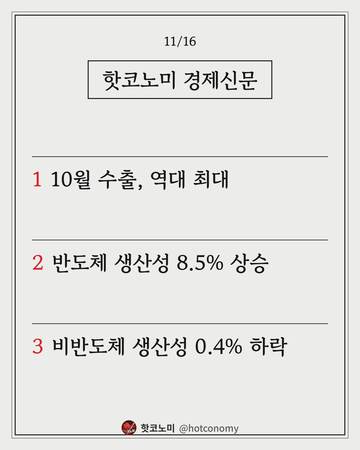 11/16
핫코노미 경제신문
1 10월 수출, 역대 최대
2 반도체 생산성 8.5% 상승
3 비반도체 생산성 0.4% 하락
핫코노미 @hotconomy